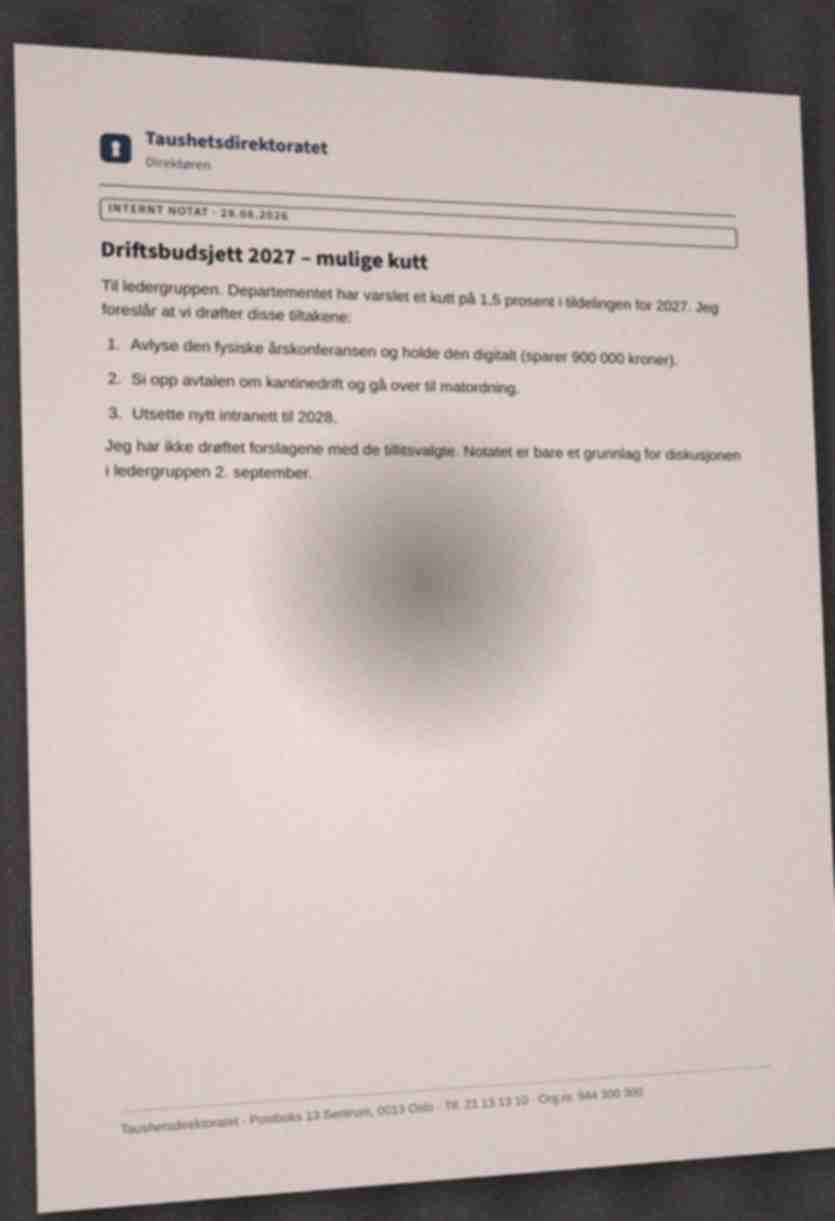 Taushetsdirektoratet
Direktøren
INTERNT NOTAT · 28.08.2026
Driftsbudsjett 2027 – mulige kutt
Til ledergruppen. Departementet har varslet et kutt på 1,5 prosent i tildelingen for 2027. Jeg
foreslår at vi drøfter disse tiltakene:
1. Avlyse den fysiske årskonferansen og holde den digitalt (sparer 900 000 kroner).
2. Si opp avtalen om kantinedrift og gå over til matordning.
3. Utsette nytt intranett til 2028.
Jeg har ikke drøftet forslagene med de tillitsvalgte. Notatet er bare et grunnlag for diskusjonen
i ledergruppen 2. september.
Taushetsdirektoratet · Postboks 13 Sentrum, 0013 Oslo · Tlf. 21 13 13 10 · Org.nr. 944 300 300